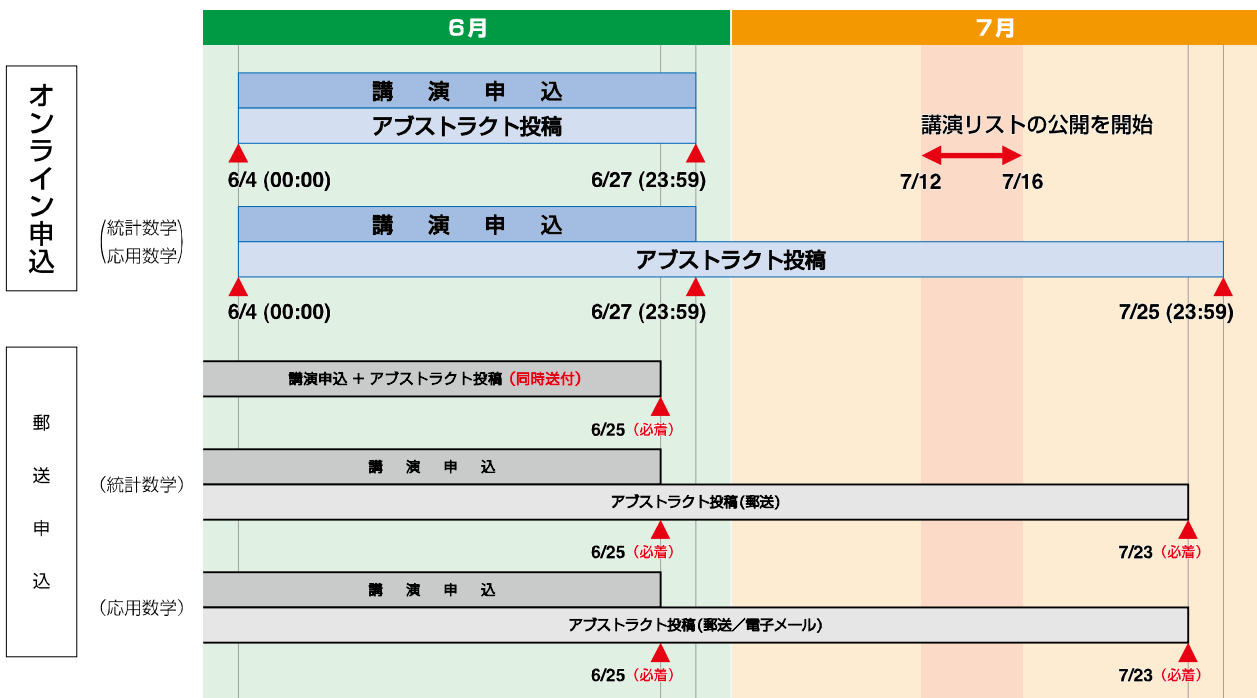 6月
7月
オンライン申込
講演申込
アブストラクト投稿
6/4 (00:00)
6/27 (23:59)
講演リストの公開を開始
7/12
7/16
(統計数学
応用数学)
講演申込
アブストラクト投稿
6/4 (00:00)
6/27 (23:59)
7/25 (23:59)
郵送申込
講演申込 + アブストラクト投稿 (同時送付)
6/25 (必着)
(統計数学)
講演申込
アブストラクト投稿(郵送)
6/25 (必着)
7/23 (必着)
(応用数学)
講演申込
アブストラクト投稿(郵送／電子メール)
6/25 (必着)
7/23 (必着)